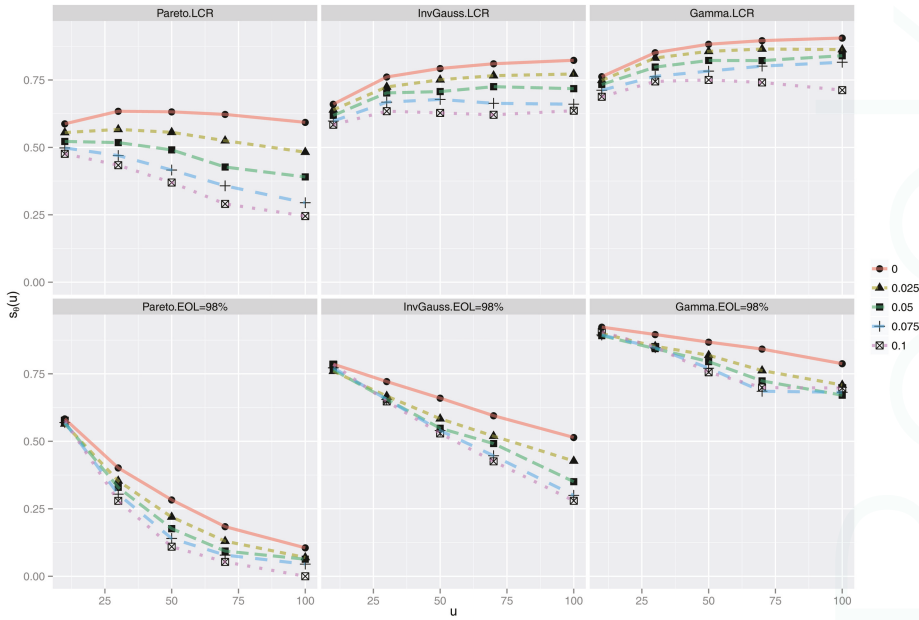 Pareto.LCR InvGauss.LCR Gamma.LCR
0.75
0.50
0.25
0.00
Pareto.EOL=98% InvGauss.EOL=98% Gamma.EOL=98%
0.75
0.50
0.25
0.00
25 50 75 100 25 50 75 100 25 50 75 100
u
sθ(u)
0
0.025
0.05
0.075
0.1